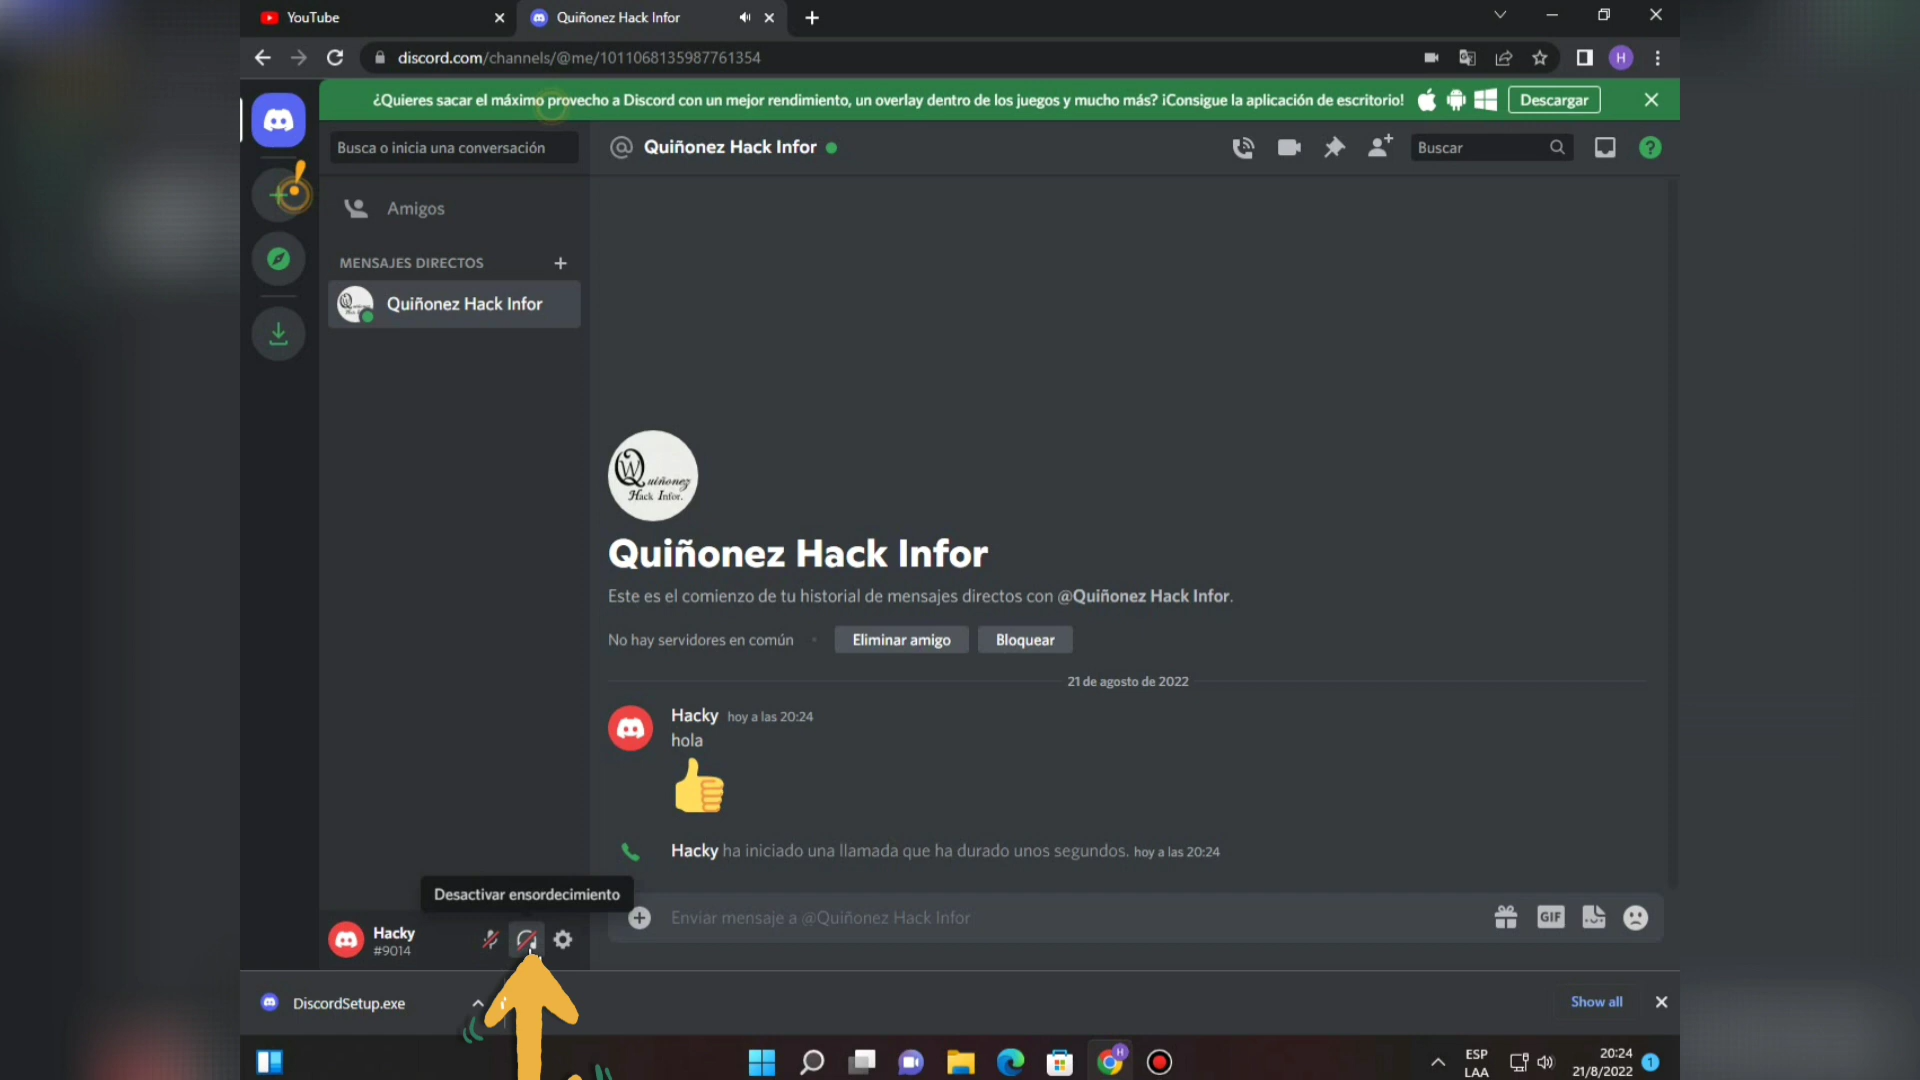 YouTube
Quiñonez Hack Infor
discord.com/channels/@me/1011068135987761354
H
¿Quieres sacar el máximo provecho a Discord con un mejor rendimiento, un overlay dentro de los juegos y mucho más? ¡Consigue la aplicación de escritorio!
Descargar
Busca o inicia una conversación
Quiñonez Hack Infor
Buscar
Amigos
MENSAJES DIRECTOS
Quiñonez Hack Infor
Quiñonez
Hack Infor.
Quiñonez Hack Infor
Este es el comienzo de tu historial de mensajes directos con @Quiñonez Hack Infor.
No hay servidores en común
Eliminar amigo
Bloquear
21 de agosto de 2022
Hacky hoy a las 20:24
hola
Hacky ha iniciado una llamada que ha durado unos segundos. hoy a las 20:24
Desactivar ensordecimiento
Enviar mensaje a @Quiñonez Hack Infor
GIF
Hacky
#9014
DiscordSetup.exe
Show all
H
ESP
LAA
20:24
21/8/2022
1